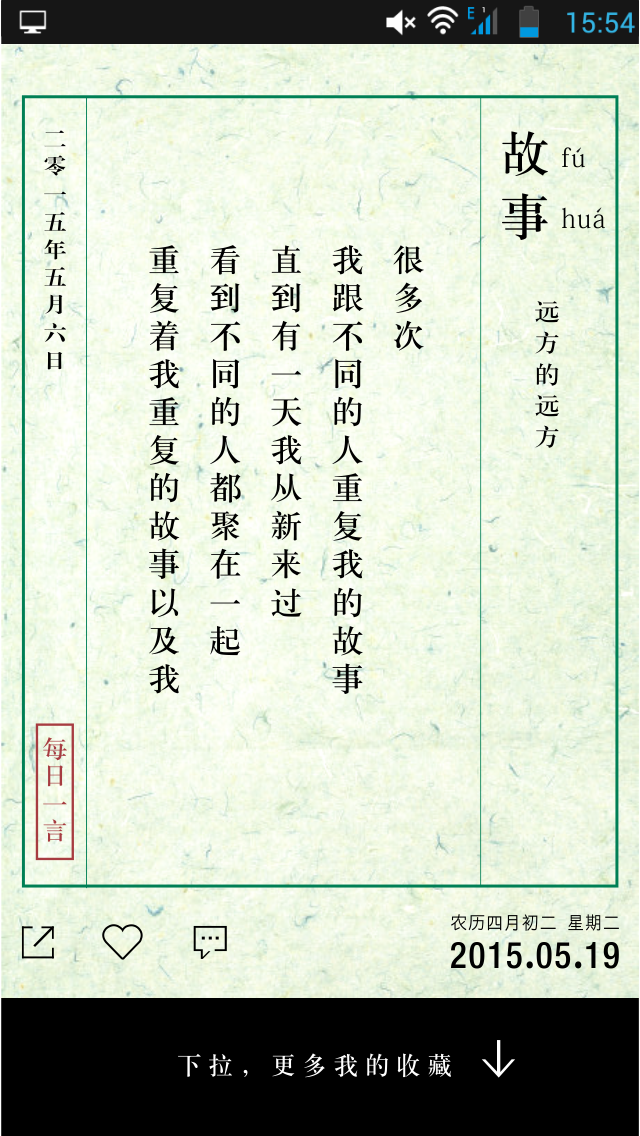 15:54
故事
fú
huá
远方的远方
很多次
我跟不同的人重复我的故事
直到有一天我从新来过
看到不同的人都聚在一起
重复着我重复的故事以及我
二零一五年五月六日
每日一言
农历四月初二 星期二
2015.05.19
下拉，更多我的收藏